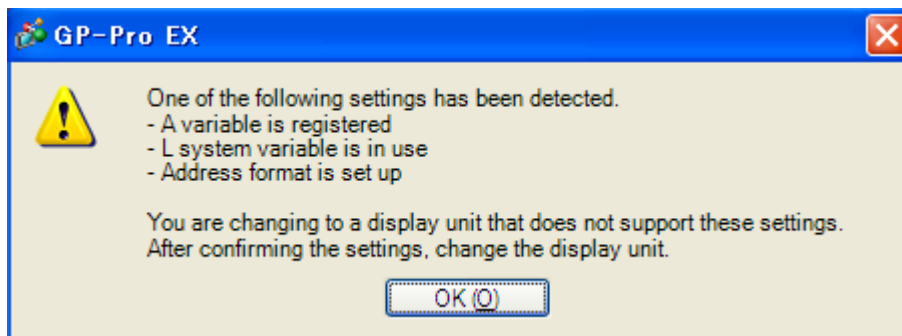 GP-Pro EX
One of the following settings has been detected.
- A variable is registered
- L system variable is in use
- Address format is set up
You are changing to a display unit that does not support these settings.
After confirming the settings, change the display unit.
OK (O)